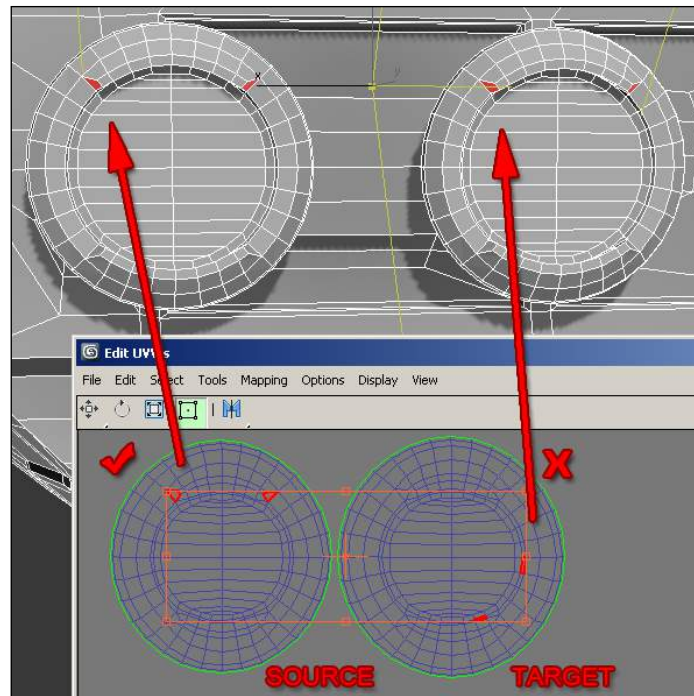 x
y
Edit UVWs
File Edit Select Tools Mapping Options Display View
X
SOURCE TARGET